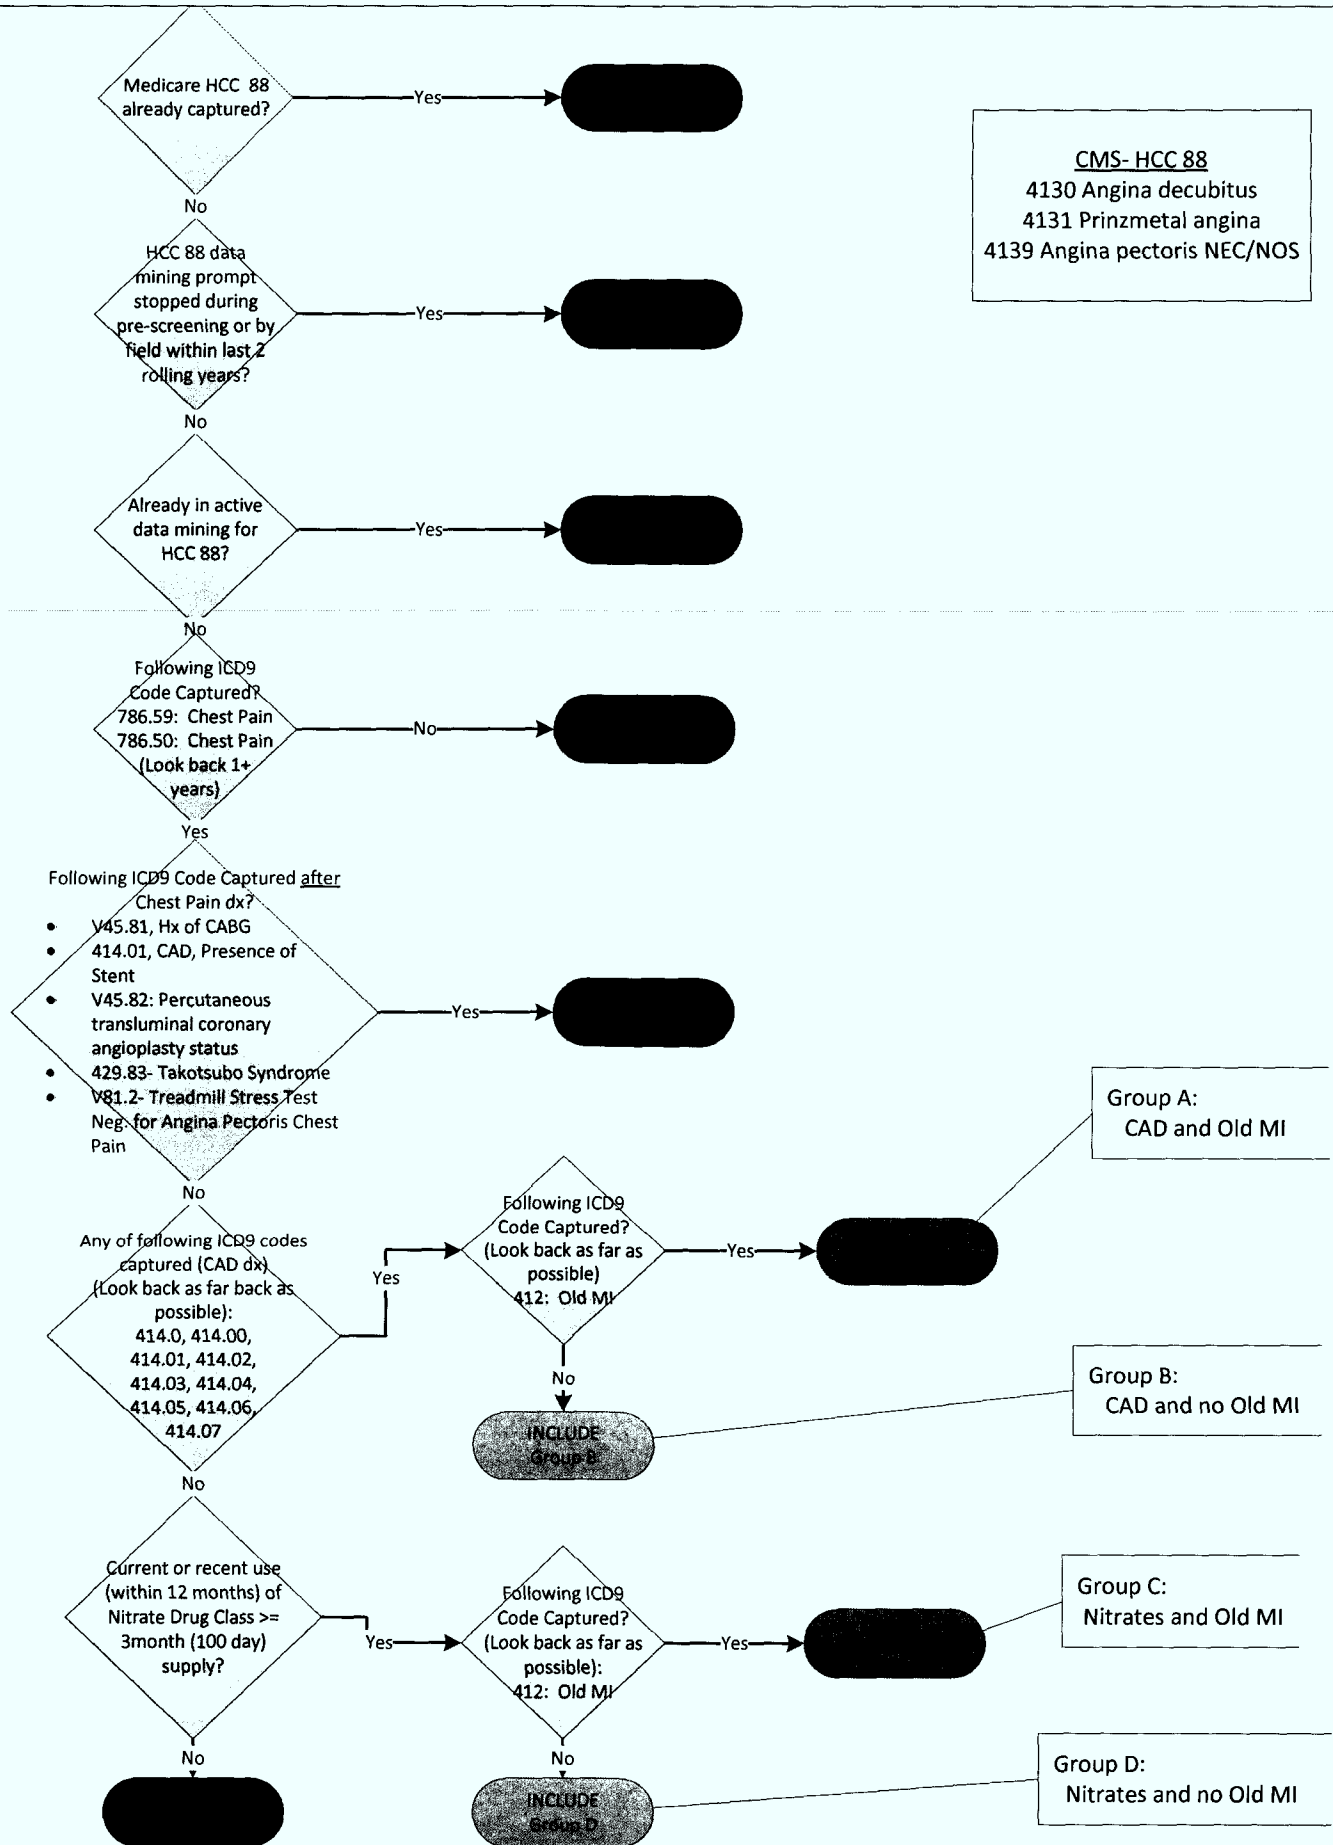 Medicare HCC 88
already captured?
Yes
CMS- HCC 88
4130 Angina decubitus
4131 Prinzmetal angina
4139 Angina pectoris NEC/NOS
No
HCC 88 data
mining prompt
stopped during
pre-screening or by
field within last 2
rolling years?
Yes
No
Already in active
data mining for
HCC 88?
Yes
No
Following ICD9
Code Captured?
786.59: Chest Pain
786.50: Chest Pain
(Look back 1+
years)
No
Yes
Following ICD9 Code Captured after
Chest Pain dx?
• V45.81, Hx of CABG
• 414.01, CAD, Presence of
Stent
• V45.82: Percutaneous
transluminal coronary
angioplasty status
• 429.83- Takotsubo Syndrome
• V81.2- Treadmill Stress Test
Neg. for Angina Pectoris Chest
Pain
Yes
No
Group A:
CAD and Old MI
Any of following ICD9 codes
captured (CAD dx)
(Look back as far back as
possible):
414.0, 414.00,
414.01, 414.02,
414.03, 414.04,
414.05, 414.06,
414.07
Yes
Following ICD9
Code Captured?
(Look back as far as
possible)
412: Old MI
Yes
No
INCLUDE
Group B
Group B:
CAD and no Old MI
No
Current or recent use
(within 12 months) of
Nitrate Drug Class >=
3month (100 day)
supply?
Yes
Following ICD9
Code Captured?
(Look back as far as
possible):
412: Old MI
Yes
Group C:
Nitrates and Old MI
No
No
INCLUDE
Group D
Group D:
Nitrates and no Old MI